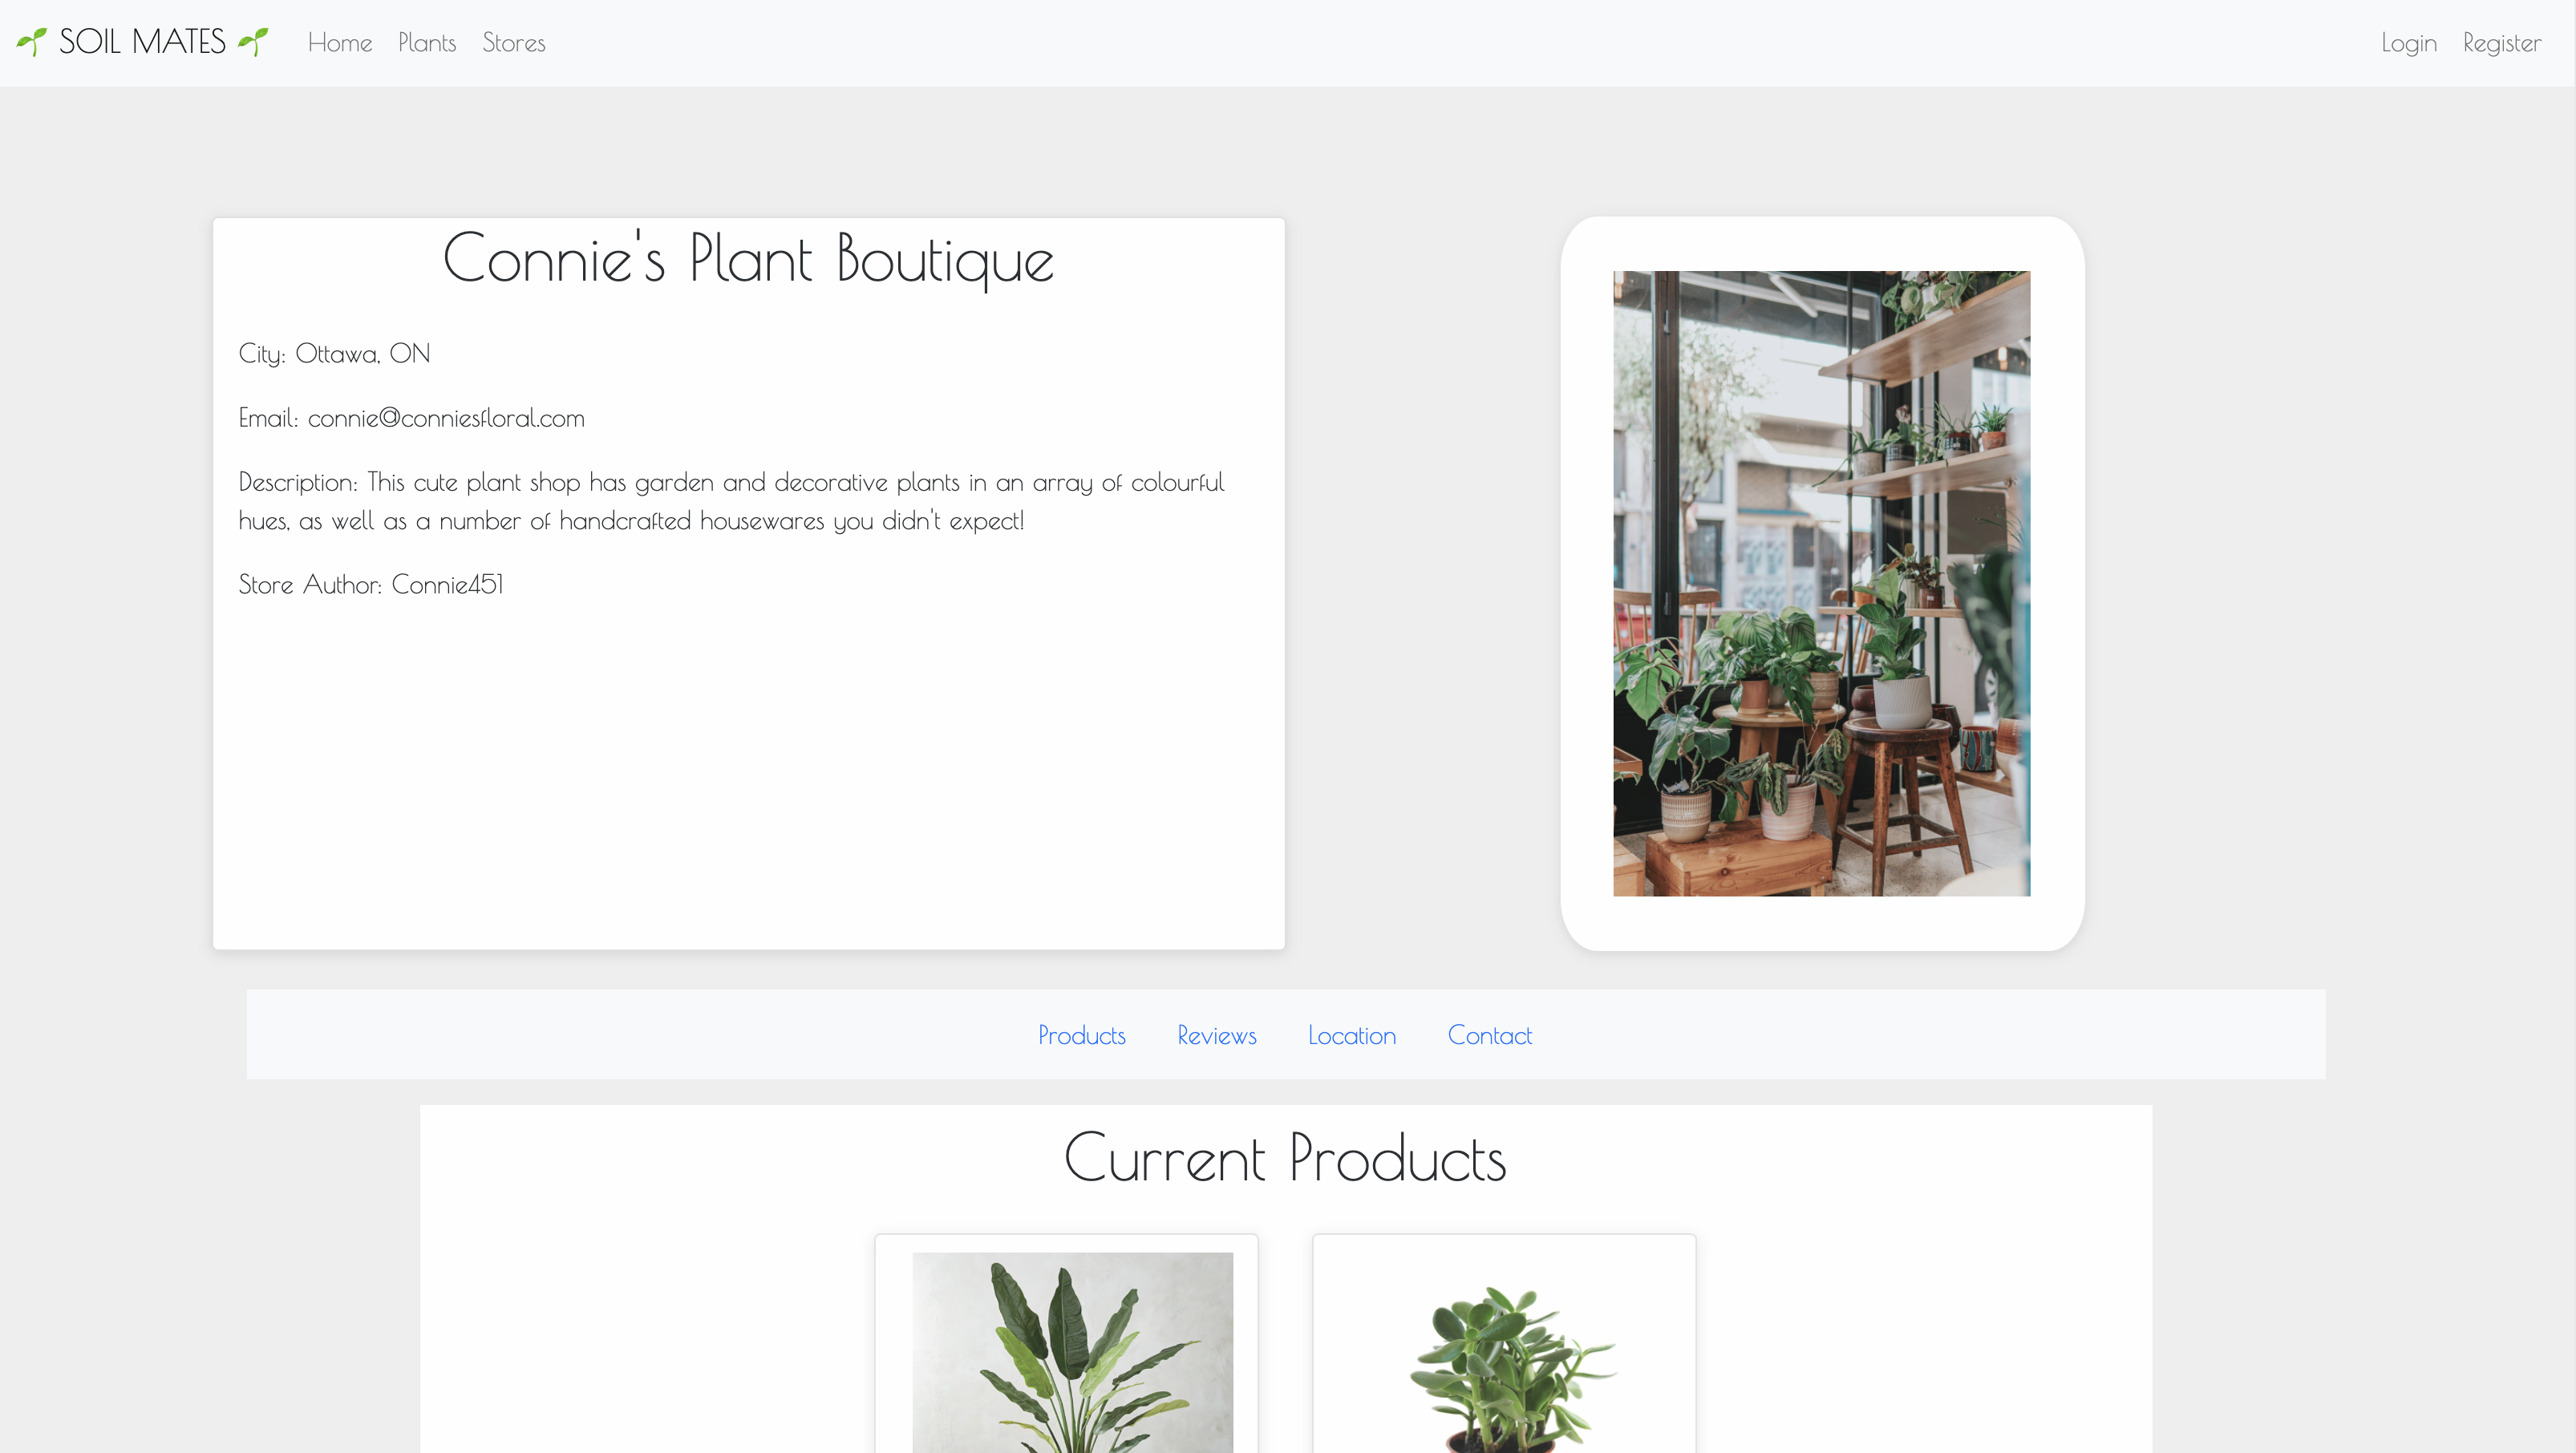 🌱 SOIL MATES 🌱 Home Plants Stores Login Register
Connie's Plant Boutique
City: Ottawa, ON
Email: connie@conniesfloral.com
Description: This cute plant shop has garden and decorative plants in an array of colourful
hues, as well as a number of handcrafted housewares you didn't expect!
Store Author: Connie451
Products Reviews Location Contact
Current Products